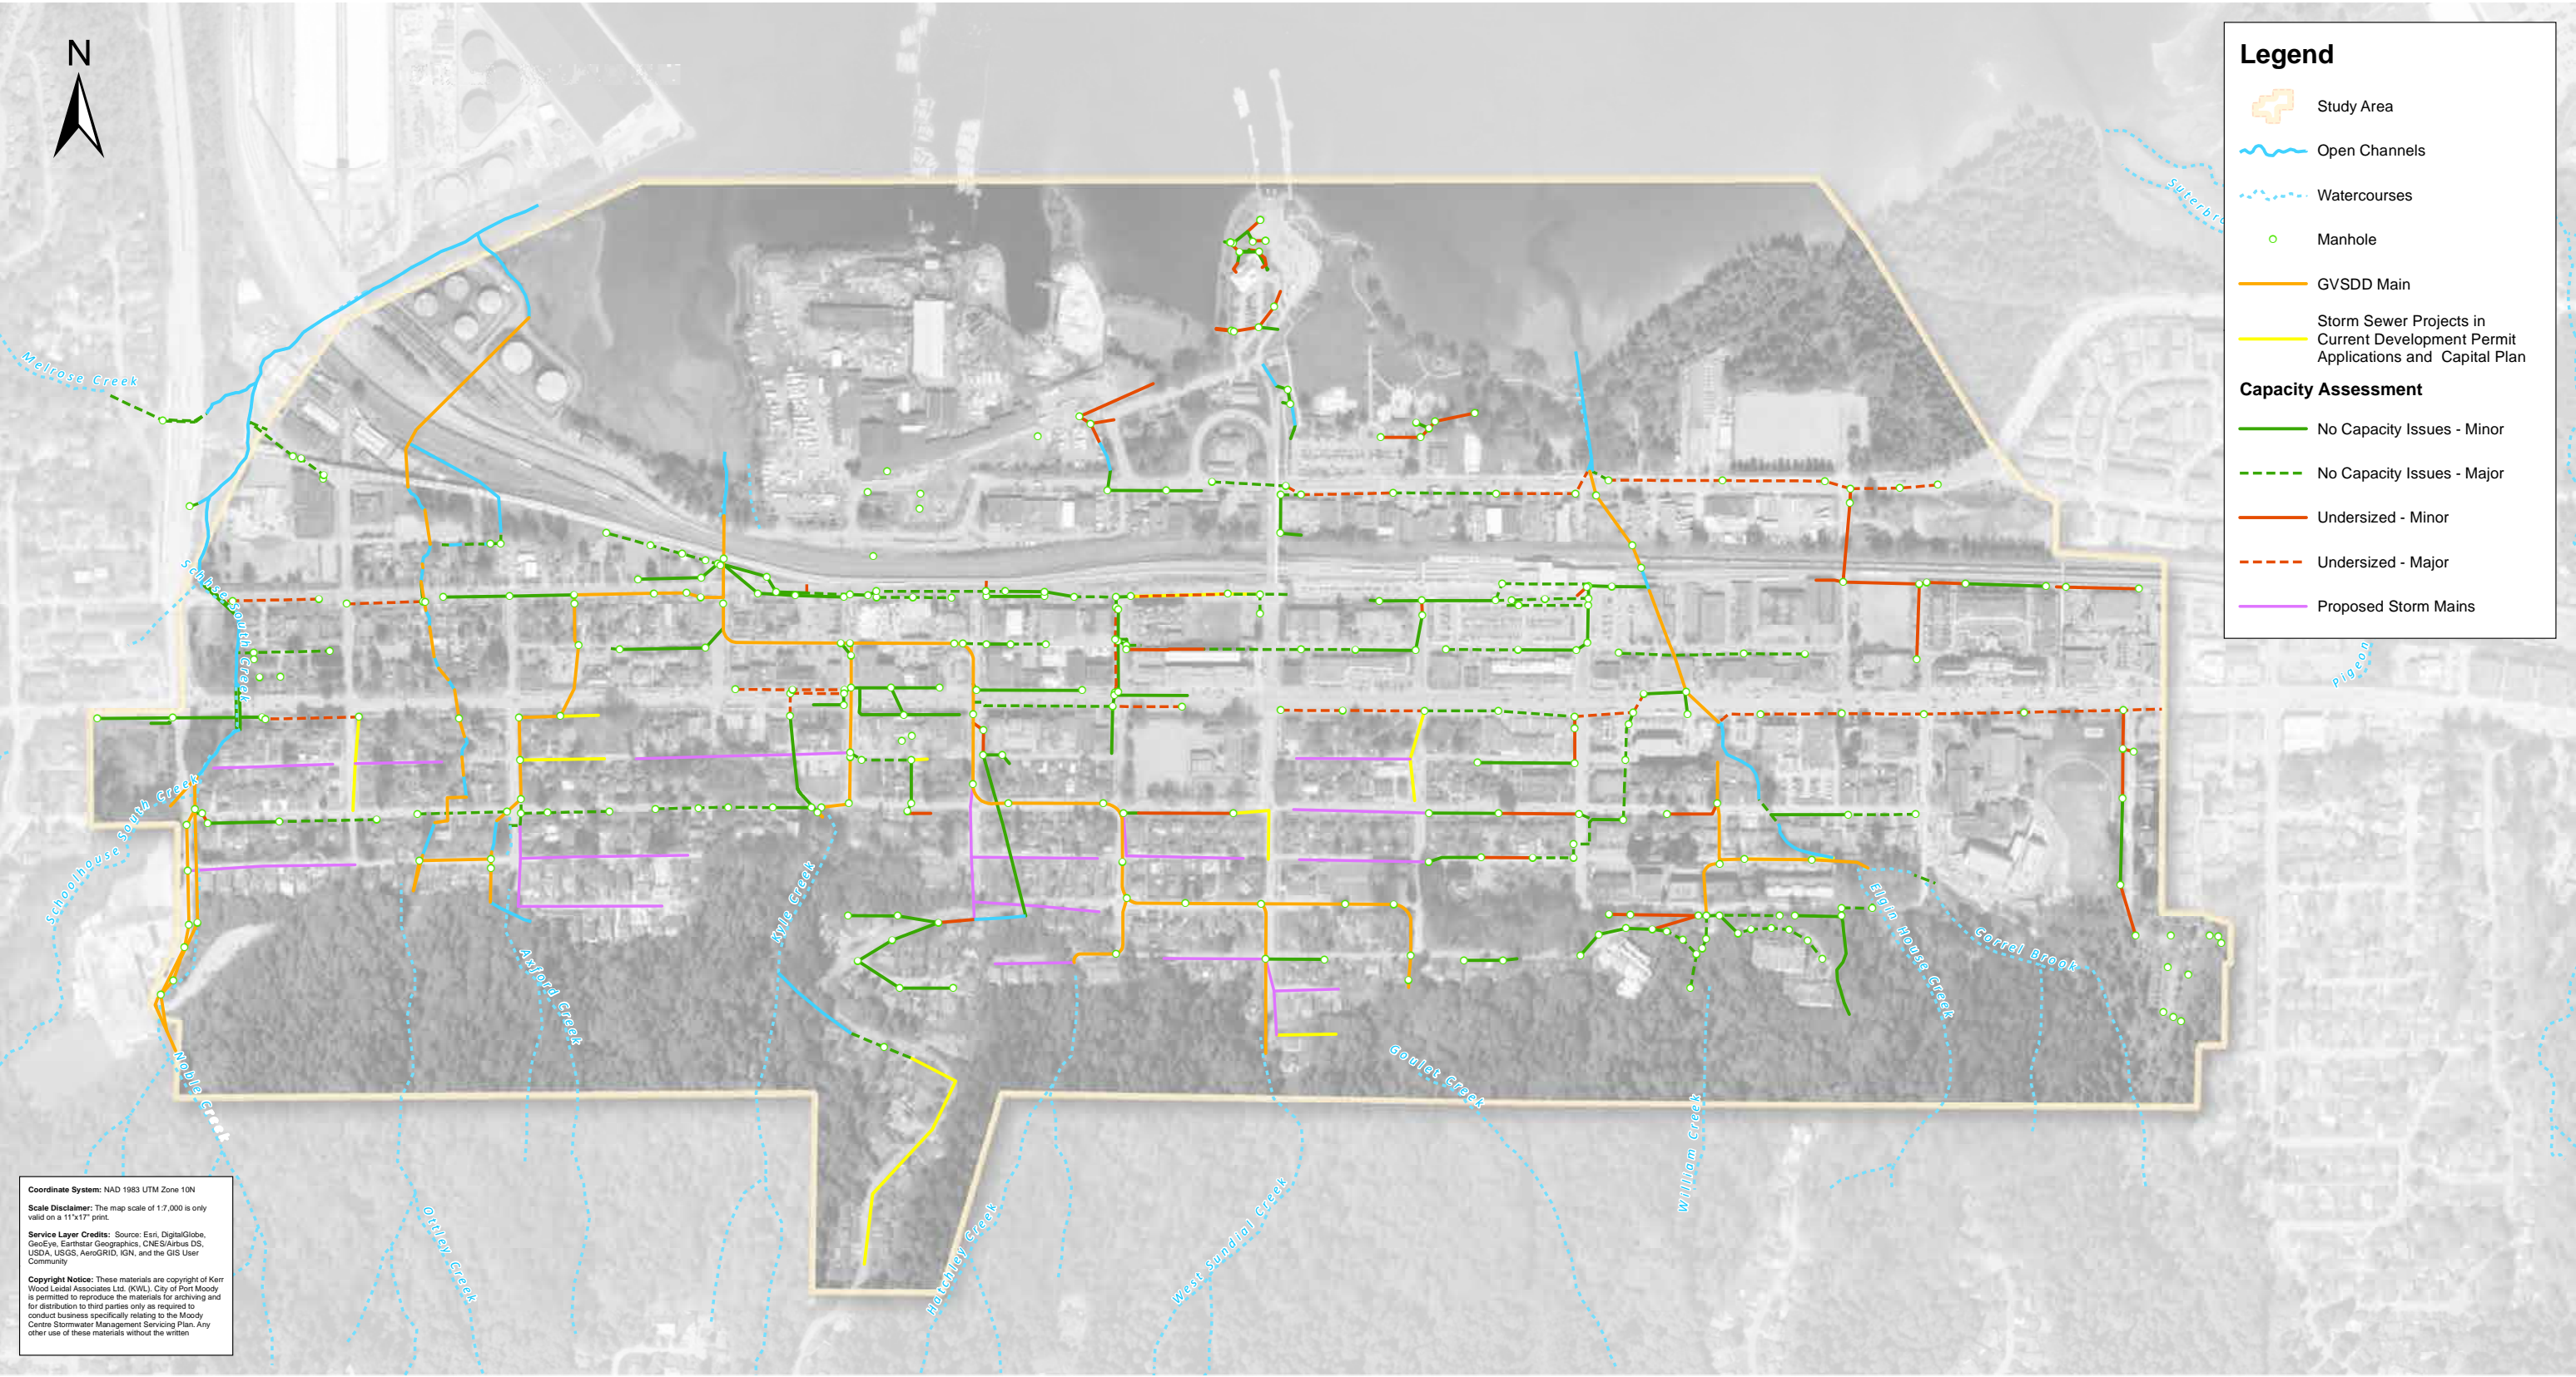 N
Legend
Study Area
Open Channels
Watercourses
Manhole
GVSDD Main
Storm Sewer Projects in
Current Development Permit
Applications and Capital Plan
Capacity Assessment
No Capacity Issues - Minor
No Capacity Issues - Major
Undersized - Minor
Undersized - Major
Proposed Storm Mains
Melrose Creek
Schhse South Creek
Schoolhouse South Creek
Noble Creek
Axford Creek
Ottley Creek
Kyle Creek
Hatchley Creek
West Sundial Creek
Goulet Creek
William Creek
Elgin House Creek
Correl Brook
Pigeon
Coordinate System: NAD 1983 UTM Zone 10N
Scale Disclaimer: The map scale of 1:7,000 is only
valid on a 11"x17" print.
Service Layer Credits: Source: Esri, DigitalGlobe,
GeoEye, Earthstar Geographics, CNES/Airbus DS,
USDA, USGS, AeroGRID, IGN, and the GIS User
Community
Copyright Notice: These materials are copyright of Kerr
Wood Leidal Associates Ltd. (KWL). City of Port Moody
is permitted to reproduce the materials for archiving and
for distribution to third parties only as required to
conduct business specifically relating to the Moody
Centre Stormwater Management Servicing Plan. Any
other use of these materials without the written